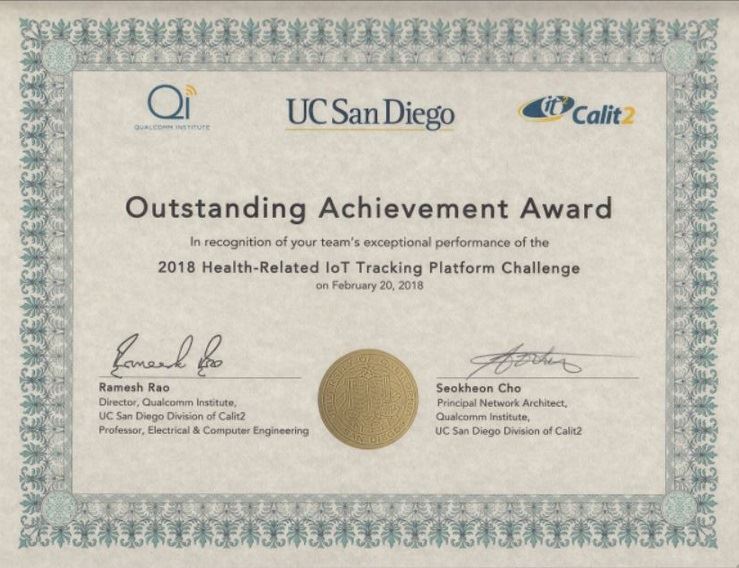 Qi
QUALCOMM INSTITUTE
UC San Diego
it2 Calit2
Outstanding Achievement Award
In recognition of your team's exceptional performance of the
2018 Health-Related IoT Tracking Platform Challenge
on February 20, 2018
Ramesh Rao
Ramesh Rao
Director, Qualcomm Institute,
UC San Diego Division of Calit2
Professor, Electrical & Computer Engineering
Seokheon Cho
Principal Network Architect,
Qualcomm Institute,
UC San Diego Division of Calit2